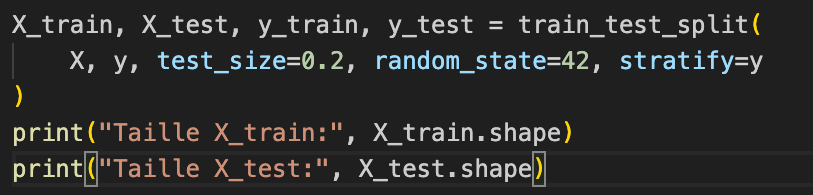 X_train, X_test, y_train, y_test = train_test_split(
    X, y, test_size=0.2, random_state=42, stratify=y
)
print("Taille X_train:", X_train.shape)
print("Taille X_test:", X_test.shape)